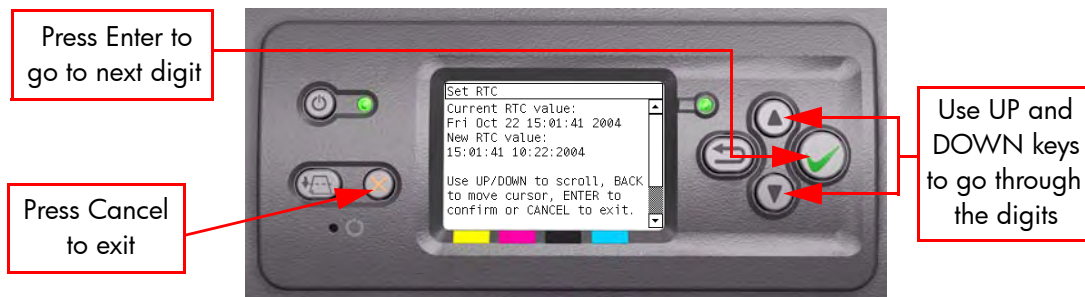 Press Enter to
go to next digit
Press Cancel
to exit
Set RTC
Current RTC value:
Fri Oct 22 15:01:41 2004
New RTC value:
15:01:41 10:22:2004
Use UP/DOWN to scroll, BACK
to move cursor, ENTER to
confirm or CANCEL to exit.
Use UP and
DOWN keys
to go through
the digits